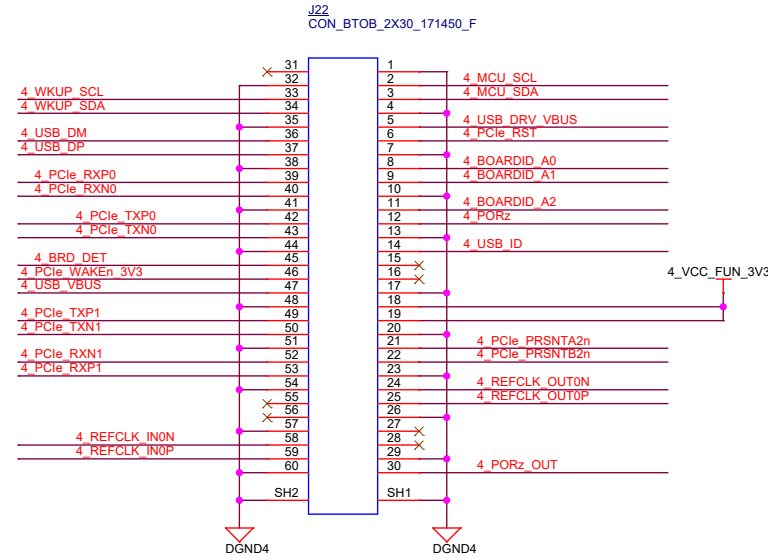 J22
CON_BTOB_2X30_171450_F
31 1
32 2 4_MCU_SCL
4_WKUP_SCL 33 3 4_MCU_SDA
4_WKUP_SDA 34 4
35 5 4_USB_DRV_VBUS
4_USB_DM 36 6 4_PCIe_RST
4_USB_DP 37 7
38 8 4_BOARDID_A0
4_PCIe_RXP0 39 9 4_BOARDID_A1
4_PCIe_RXN0 40 10
41 11 4_BOARDID_A2
4_PCIe_TXP0 42 12 4_PORz
4_PCIe_TXN0 43 13
44 14 4_USB_ID
4_BRD_DET 45 15
4_PCIe_WAKEn_3V3 46 16 4_VCC_FUN_3V3
4_USB_VBUS 47 17
48 18
4_PCIe_TXP1 49 19
4_PCIe_TXN1 50 20
51 21 4_PCIe_PRSNTA2n
4_PCIe_RXN1 52 22 4_PCIe_PRSNTB2n
4_PCIe_RXP1 53 23
54 24 4_REFCLK_OUT0N
55 25 4_REFCLK_OUT0P
56 26
57 27
4_REFCLK_IN0N 58 28
4_REFCLK_IN0P 59 29
60 30 4_PORz_OUT
SH2 SH1
DGND4 DGND4